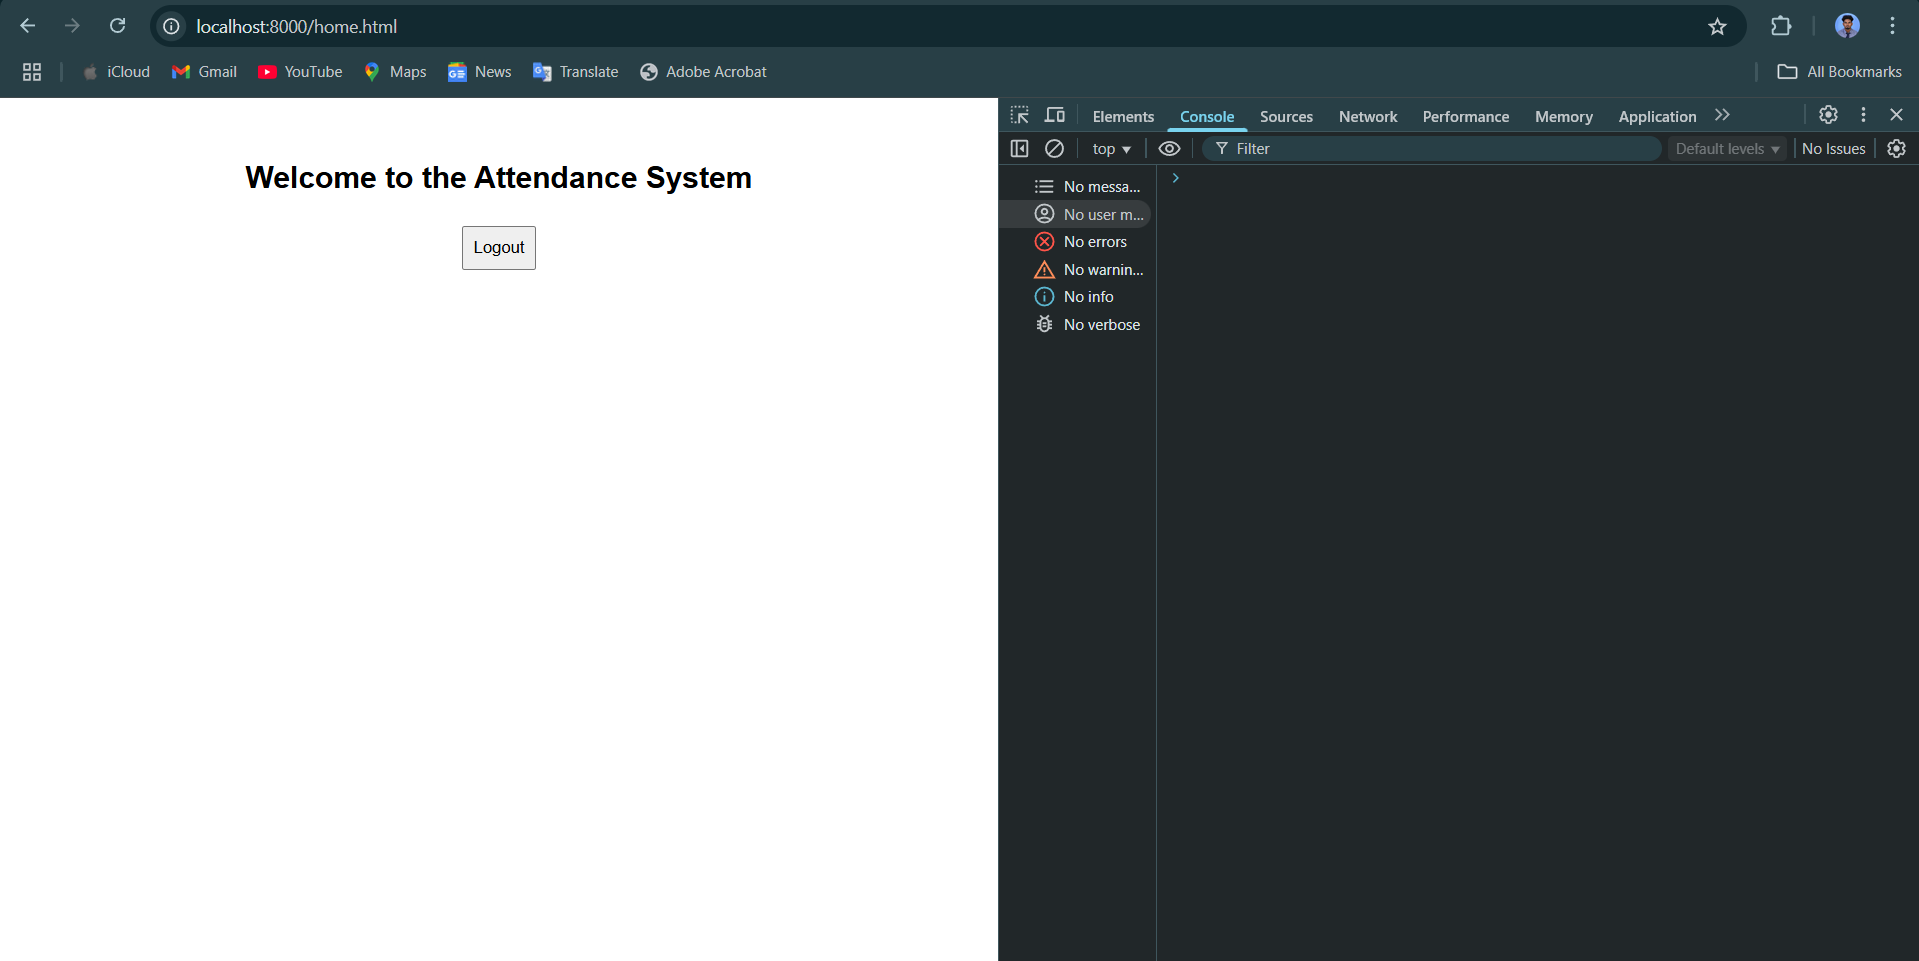 localhost:8000/home.html
iCloud Gmail YouTube Maps News Translate Adobe Acrobat All Bookmarks
Welcome to the Attendance System
Logout
Elements Console Sources Network Performance Memory Application
top Filter Default levels No Issues
No messa...
No user m...
No errors
No warnin...
No info
No verbose